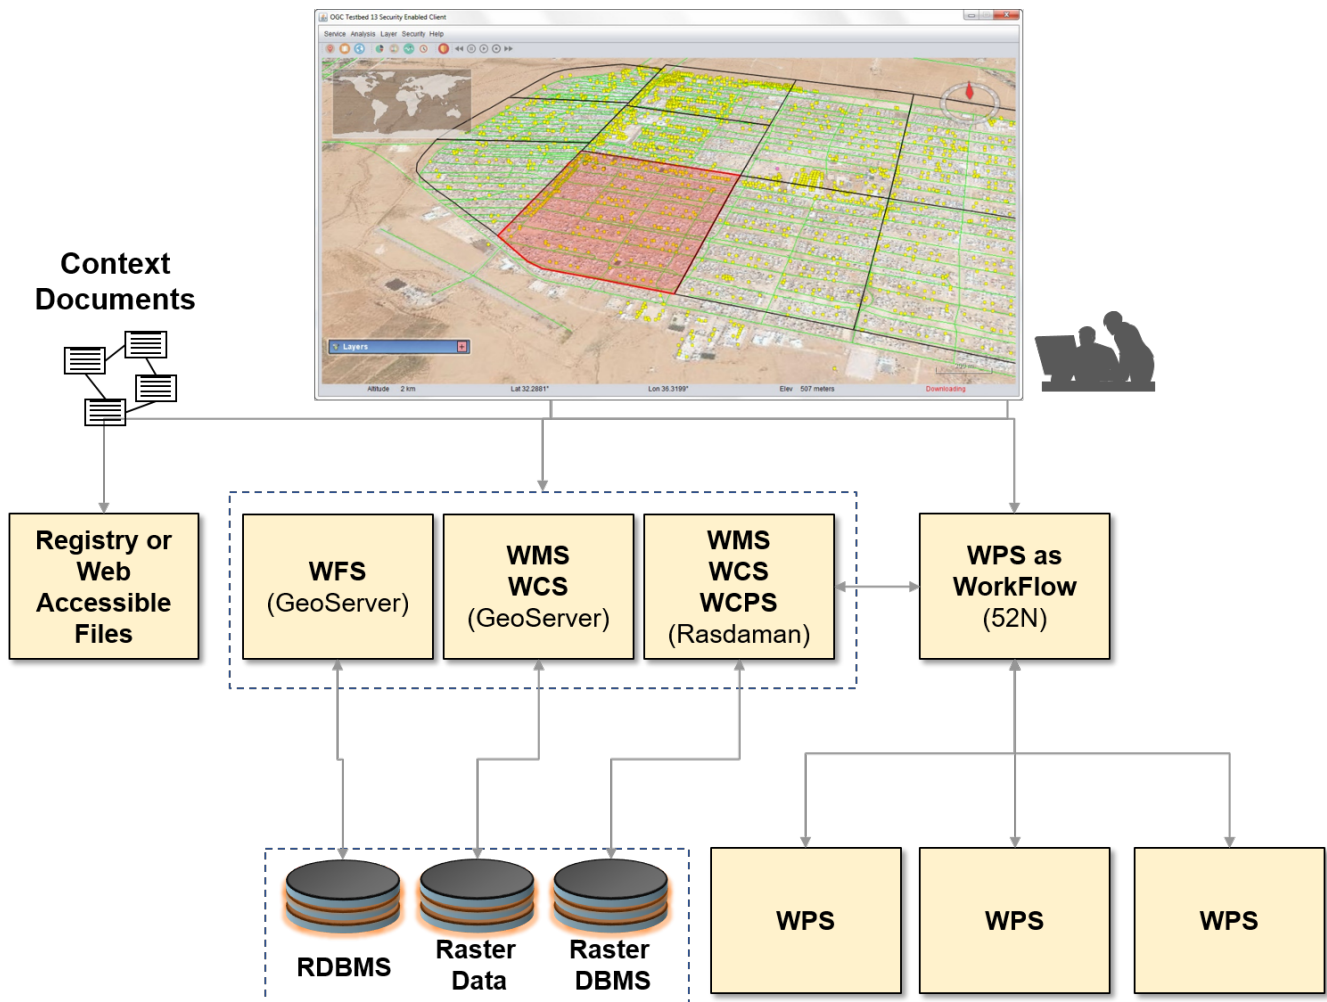 OGC Testbed 13 Security Enabled Client
Service Analysis Layer Security Help
Layers
Altitude 2 km Lat 32.2881° Lon 36.3199° Elev 597 meters Downloading
Context
Documents
Registry or
Web
Accessible
Files
WFS
(GeoServer)
WMS
WCS
(GeoServer)
WMS
WCS
WCPS
(Rasdaman)
WPS as
WorkFlow
(52N)
RDBMS
Raster
Data
Raster
DBMS
WPS
WPS
WPS